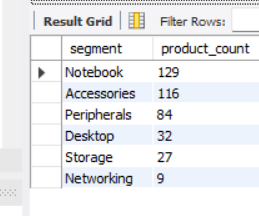 Result Grid Filter Rows:
segment product_count
Notebook 129
Accessories 116
Peripherals 84
Desktop 32
Storage 27
Networking 9